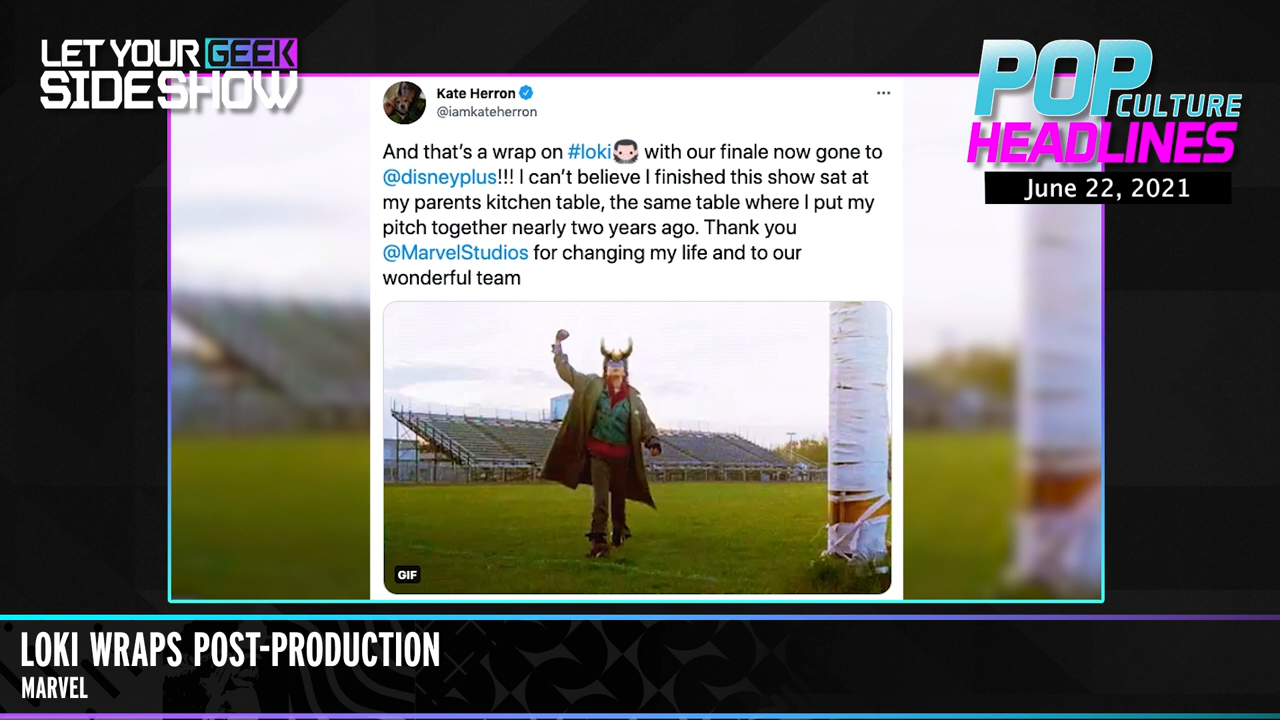 LET YOUR GEEK
SIDESHOW
POP
CULTURE
HEADLINES
June 22, 2021
Kate Herron
@iamkateherron
And that's a wrap on #loki with our finale now gone to
@disneyplus!!! I can't believe I finished this show sat at
my parents kitchen table, the same table where I put my
pitch together nearly two years ago. Thank you
@MarvelStudios for changing my life and to our
wonderful team
GIF
LOKI WRAPS POST-PRODUCTION
MARVEL